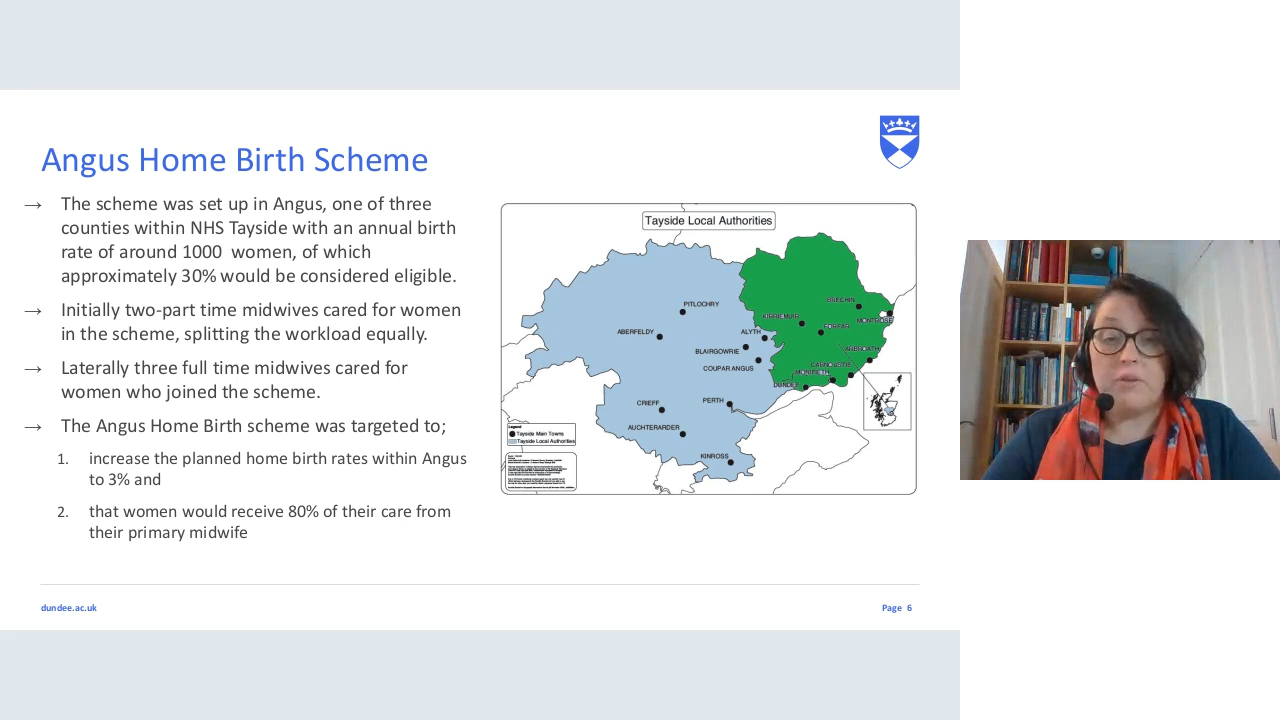 Angus Home Birth Scheme
→ The scheme was set up in Angus, one of three
counties within NHS Tayside with an annual birth
rate of around 1000 women, of which
approximately 30% would be considered eligible.
→ Initially two-part time midwives cared for women
in the scheme, splitting the workload equally.
→ Laterally three full time midwives cared for
women who joined the scheme.
→ The Angus Home Birth scheme was targeted to;
1. increase the planned home birth rates within Angus
to 3% and
2. that women would receive 80% of their care from
their primary midwife
Tayside Local Authorities
PITLOCHRY
ABERFELDY
ALYTH
BLAIRGOWRIE
COUPAR ANGUS
BRECHIN
KIRRIEMUIR
MONTROSE
FORFAR
ARBROATH
CARNOUSTIE
MONIFIETH
DUNDEE
CRIEFF
PERTH
AUCHTERARDER
KINROSS
Legend
Tayside Main Towns
Tayside Local Authorities
dundee.ac.uk
Page 6